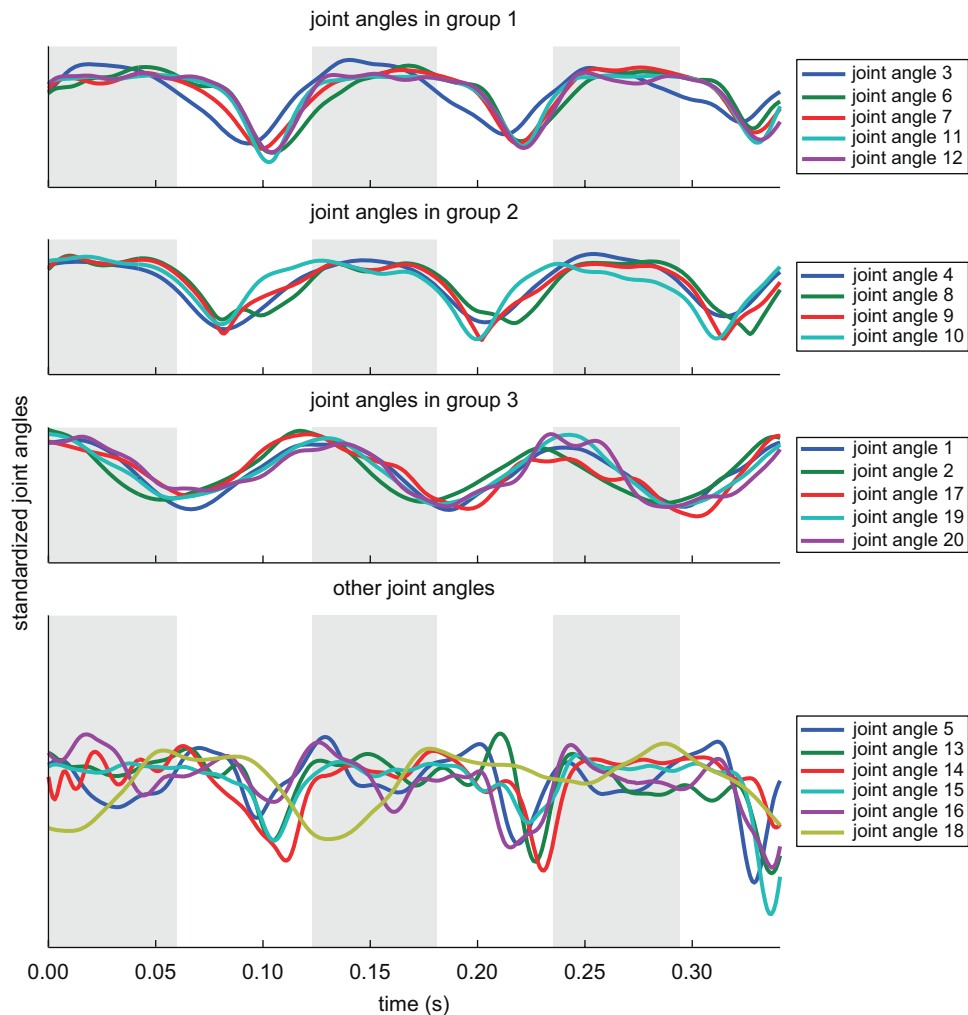 joint angles in group 1
joint angle 3
joint angle 6
joint angle 7
joint angle 11
joint angle 12
joint angles in group 2
joint angle 4
joint angle 8
joint angle 9
joint angle 10
joint angles in group 3
joint angle 1
joint angle 2
joint angle 17
joint angle 19
joint angle 20
standardized joint angles
other joint angles
joint angle 5
joint angle 13
joint angle 14
joint angle 15
joint angle 16
joint angle 18
0.00 0.05 0.10 0.15 0.20 0.25 0.30
time (s)